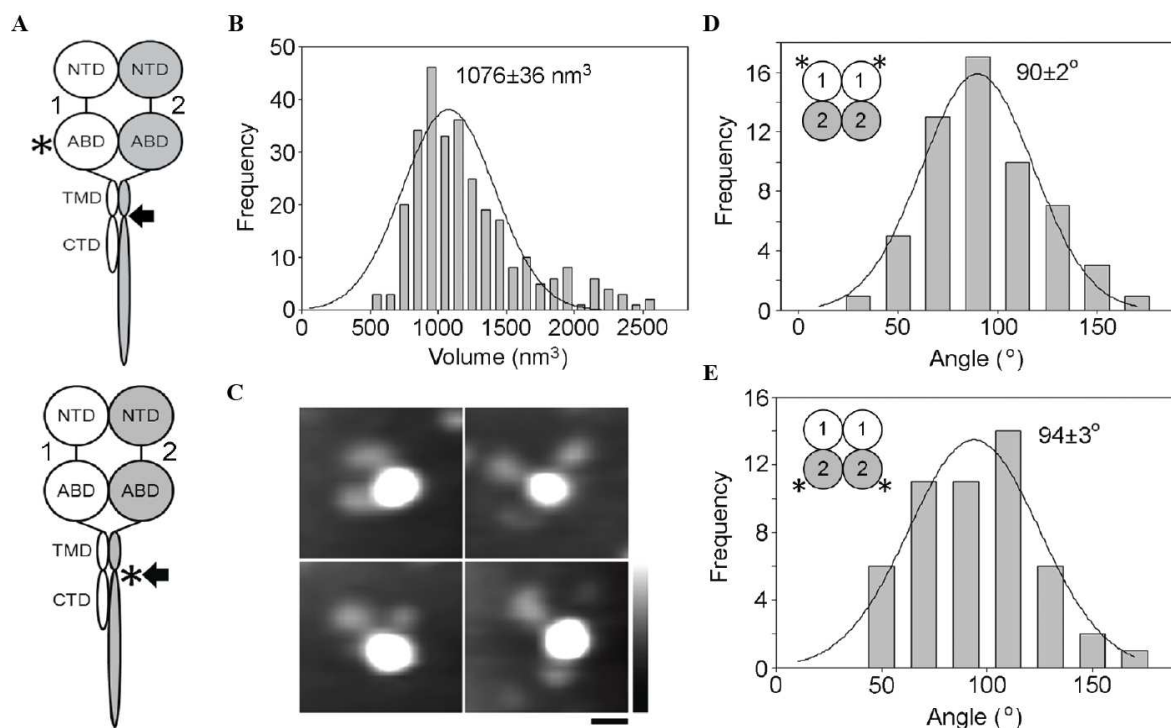 A
NTD NTD
1 2
* ABD ABD
TMD
CTD
NTD NTD
1 2
ABD ABD
TMD
*
CTD
B
50
40
30
20
10
0
Frequency
1076±36 nm³
0 500 1000 1500 2000 2500
Volume (nm³)
C
D
16
12
8
4
0
Frequency
* *
1 1
2 2
90±2°
0 50 100 150
Angle (°)
E
16
12
8
4
0
Frequency
1 1
2 2
* *
94±3°
50 100 150
Angle (°)